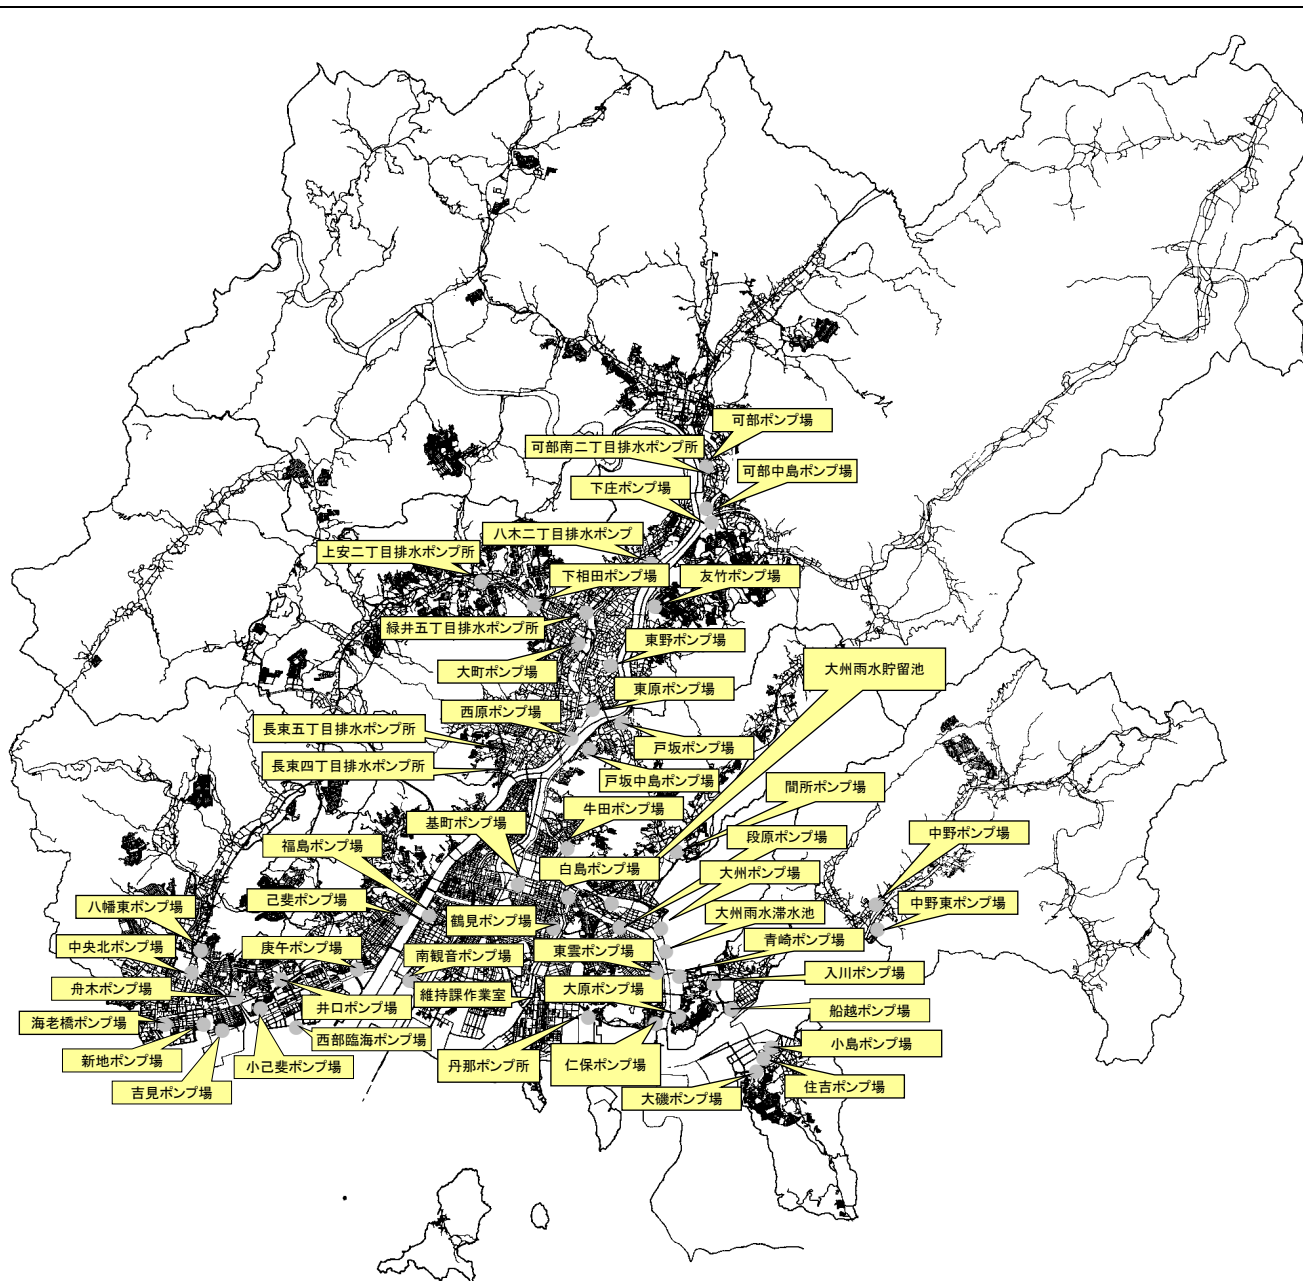 可部ポンプ場
可部南二丁目排水ポンプ所
可部中島ポンプ場
下庄ポンプ場
八木二丁目排水ポンプ
上安二丁目排水ポンプ所
下相田ポンプ場
友竹ポンプ場
緑井五丁目排水ポンプ所
東野ポンプ場
大町ポンプ場
大州雨水貯留池
東原ポンプ場
西原ポンプ場
長束五丁目排水ポンプ所
戸坂ポンプ場
長束四丁目排水ポンプ所
戸坂中島ポンプ場
間所ポンプ場
牛田ポンプ場
基町ポンプ場
段原ポンプ場
中野ポンプ場
福島ポンプ場
白島ポンプ場
大州ポンプ場
己斐ポンプ場
中野東ポンプ場
八幡東ポンプ場
鶴見ポンプ場
大州雨水滞水池
中央北ポンプ場
庚午ポンプ場
青崎ポンプ場
南観音ポンプ場
東雲ポンプ場
入川ポンプ場
舟木ポンプ場
維持課作業室
大原ポンプ場
井口ポンプ場
船越ポンプ場
海老橋ポンプ場
西部臨海ポンプ場
小島ポンプ場
新地ポンプ場
小己斐ポンプ場
丹那ポンプ所
仁保ポンプ場
住吉ポンプ場
吉見ポンプ場
大磯ポンプ場